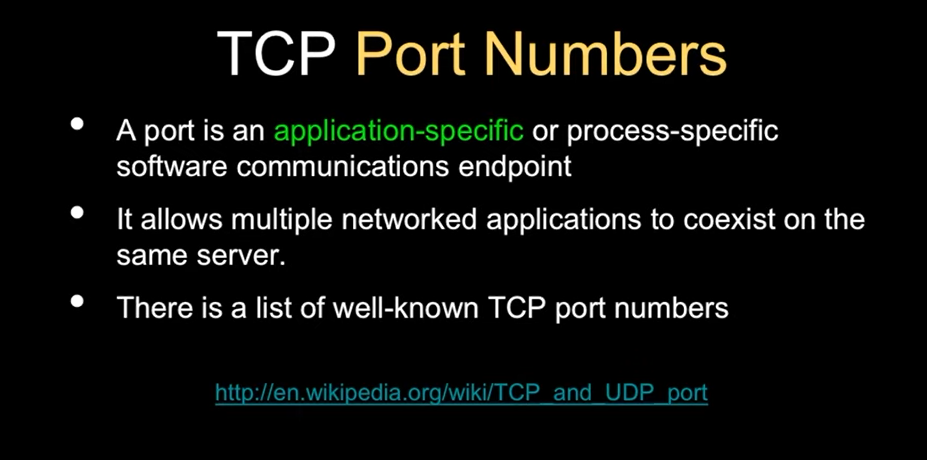 TCP Port Numbers
• A port is an application-specific or process-specific
software communications endpoint
• It allows multiple networked applications to coexist on the
same server.
• There is a list of well-known TCP port numbers
http://en.wikipedia.org/wiki/TCP_and_UDP_port